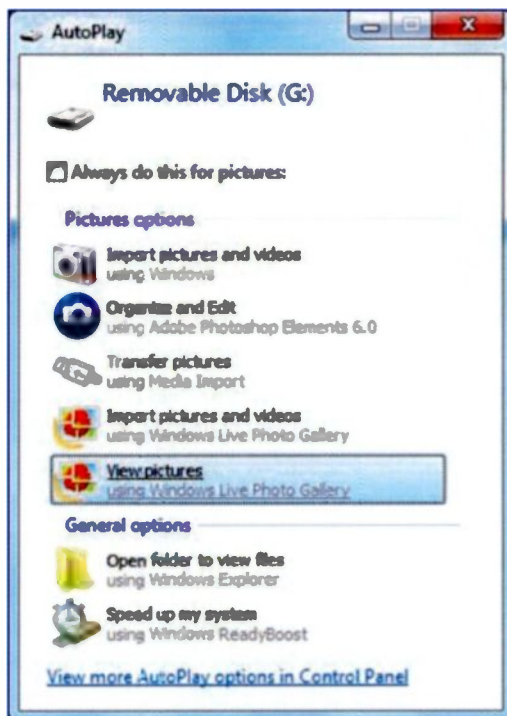 AutoPlay
Removable Disk (G:)
Always do this for pictures:
Pictures options
Import pictures and videos
using Windows
Organize and Edit
using Adobe Photoshop Elements 6.0
Transfer pictures
using Media Import
Import pictures and videos
using Windows Live Photo Gallery
View pictures
using Windows Live Photo Gallery
General options
Open folder to view files
using Windows Explorer
Speed up my system
using Windows ReadyBoost
View more AutoPlay options in Control Panel